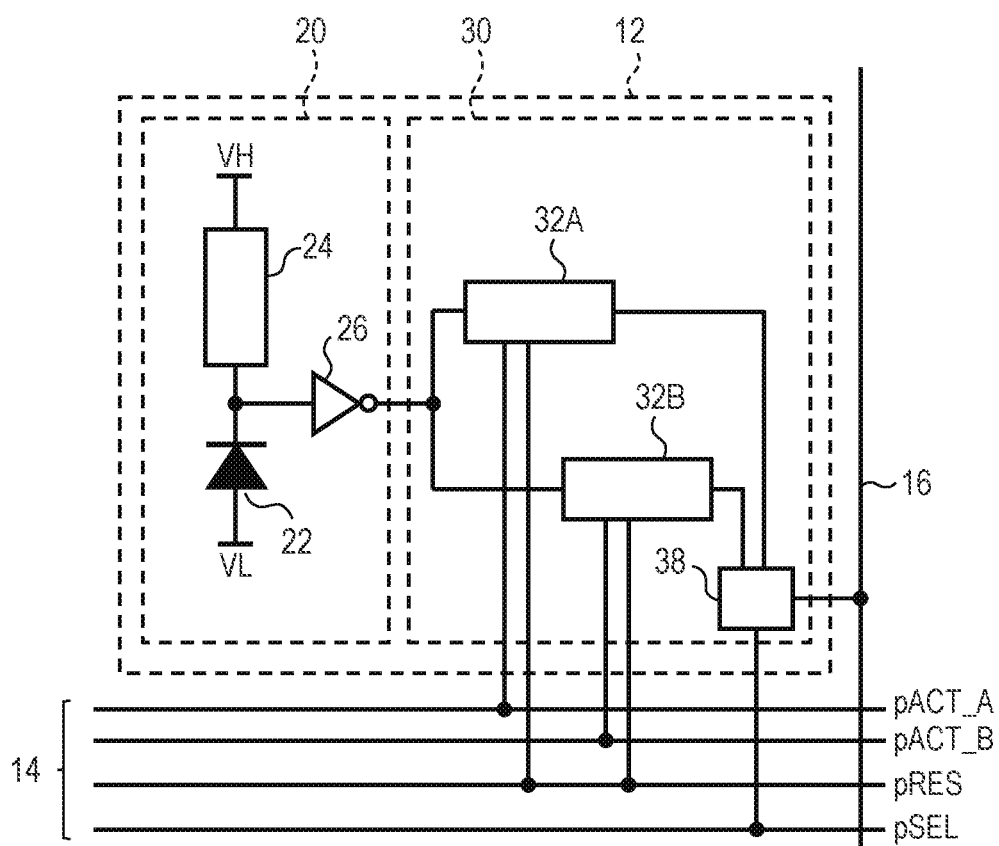 20 30 12
VH
24
32A
26
32B
16
22
VL
38
pACT_A
pACT_B
14
pRES
pSEL